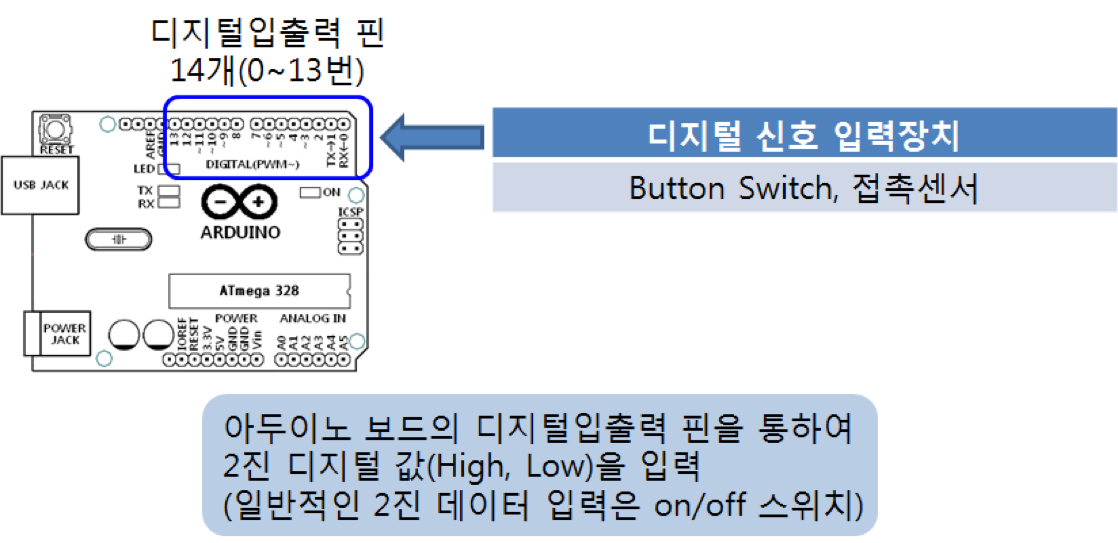 디지털입출력 핀
14개(0~13번)
디지털 신호 입력장치
Button Switch, 접촉센서
RESET
AREF
GND
13
12
~11
~10
~9
8
7
~6
~5
4
~3
2
TX→1
RX←0
DIGITAL(PWM~)
LED
USB JACK
TX
RX
ON
ICSP
ARDUINO
ATmega 328
POWER
ANALOG IN
POWER
JACK
IOREF
RESET
3.3V
5V
GND
GND
Vin
A0
A1
A2
A3
A4
A5
아두이노 보드의 디지털입출력 핀을 통하여
2진 디지털 값(High, Low)을 입력
(일반적인 2진 데이터 입력은 on/off 스위치)